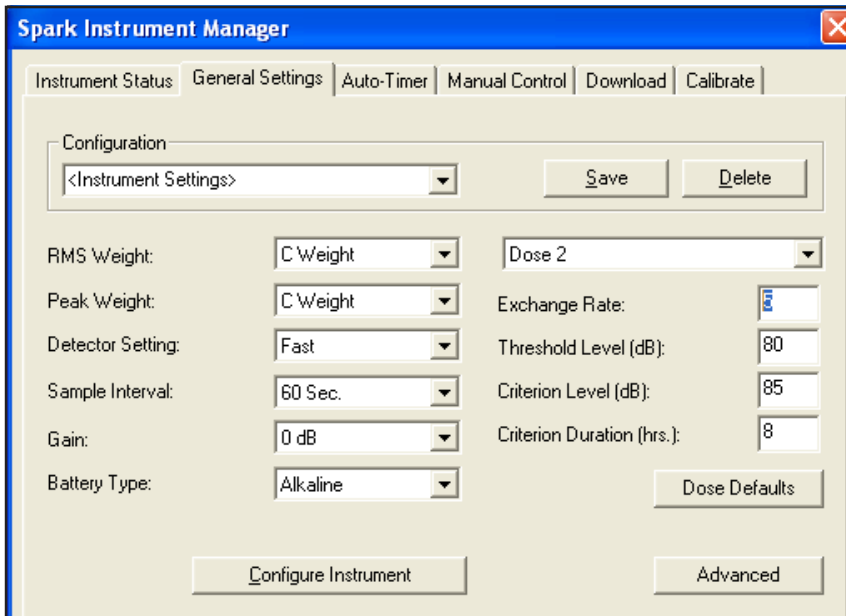 Spark Instrument Manager
Instrument Status General Settings Auto-Timer Manual Control Download Calibrate
Configuration
<Instrument Settings> Save Delete
RMS Weight: C Weight Dose 2
Peak Weight: C Weight Exchange Rate: 5
Detector Setting: Fast Threshold Level (dB): 80
Sample Interval: 60 Sec. Criterion Level (dB): 85
Gain: 0 dB Criterion Duration (hrs.): 8
Battery Type: Alkaline Dose Defaults
Configure Instrument Advanced